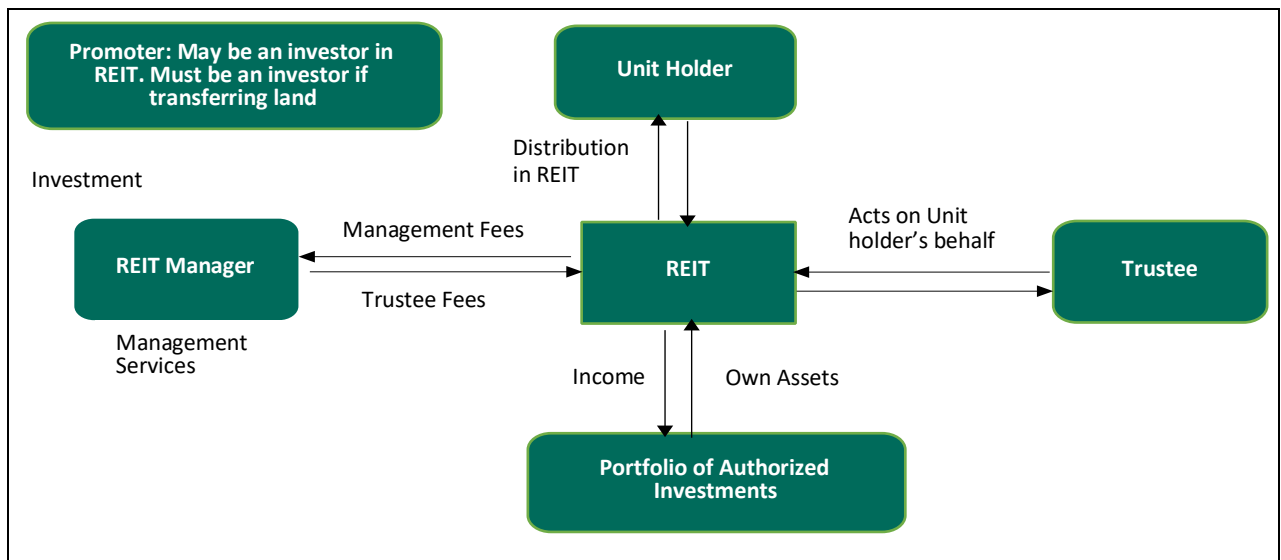 Promoter: May be an investor in
REIT. Must be an investor if
transferring land
Unit Holder
Distribution
in REIT
Investment
Management Fees
Acts on Unit
holder’s behalf
REIT Manager
REIT
Trustee
Trustee Fees
Management
Services
Income
Own Assets
Portfolio of Authorized
Investments